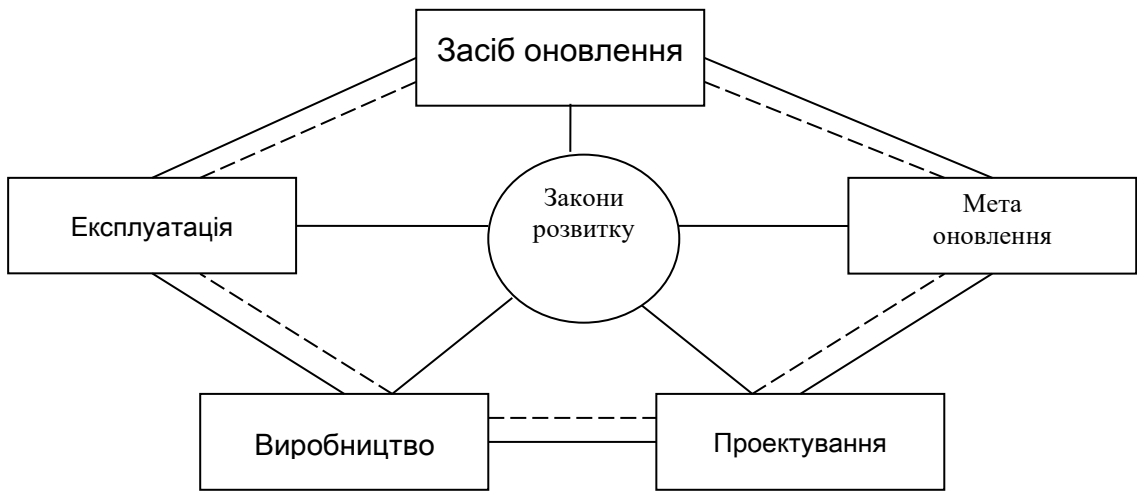 Засіб оновлення
Експлуатація
Закони
розвитку
Мета
оновлення
Виробництво
Проектування